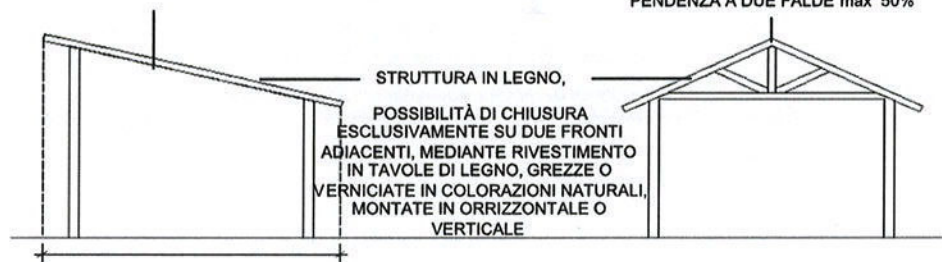 PENDENZA A DUE FALDE max 50%
STRUTTURA IN LEGNO,
POSSIBILITÀ DI CHIUSURA
ESCLUSIVAMENTE SU DUE FRONTI
ADIACENTI, MEDIANTE RIVESTIMENTO
IN TAVOLE DI LEGNO, GREZZE O
VERNICIATE IN COLORAZIONI NATURALI,
MONTATE IN ORRIZZONTALE O
VERTICALE